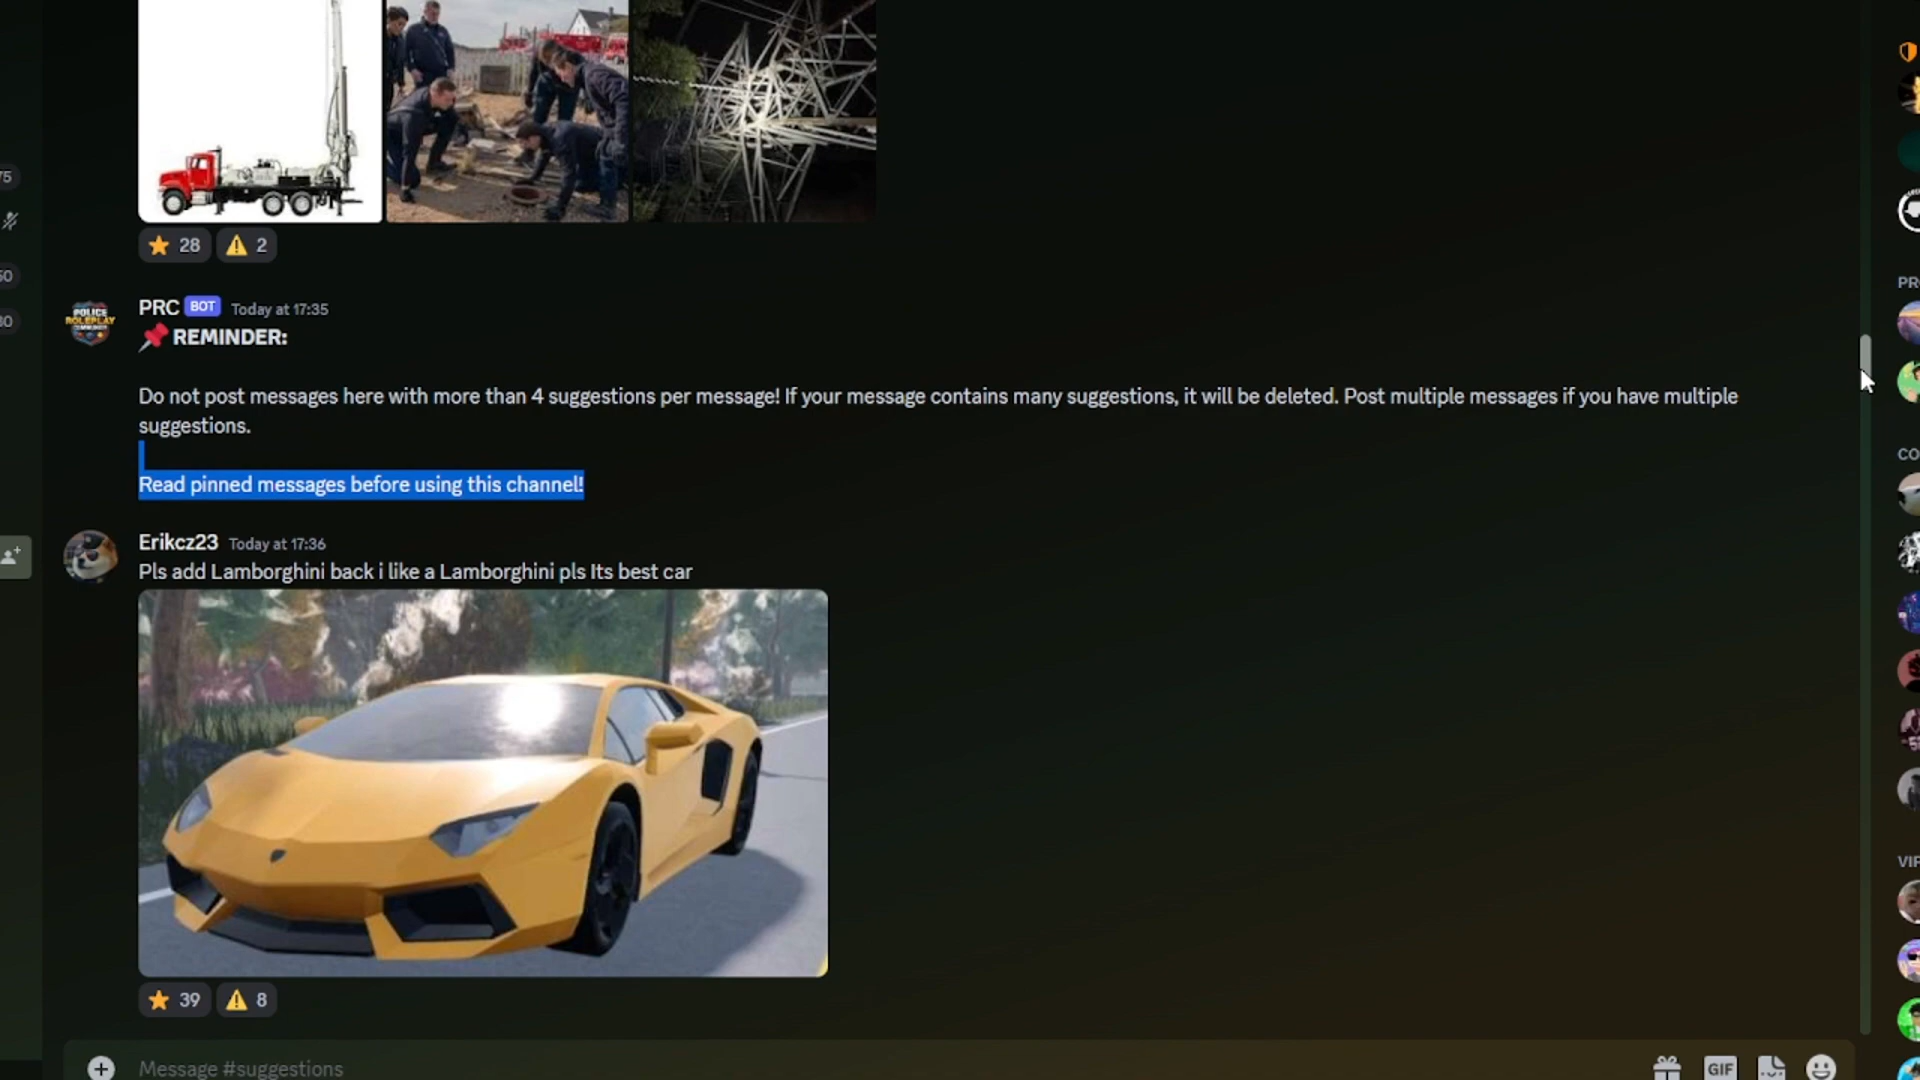 28
2
PRC BOT Today at 17:35
REMINDER:
Do not post messages here with more than 4 suggestions per message! If your message contains many suggestions, it will be deleted. Post multiple messages if you have multiple
suggestions.
Read pinned messages before using this channel!
Erikcz23 Today at 17:36
Pls add Lamborghini back i like a Lamborghini pls Its best car
39
8
Message #suggestions
GIF
POLICE
ROLEPLAY
75